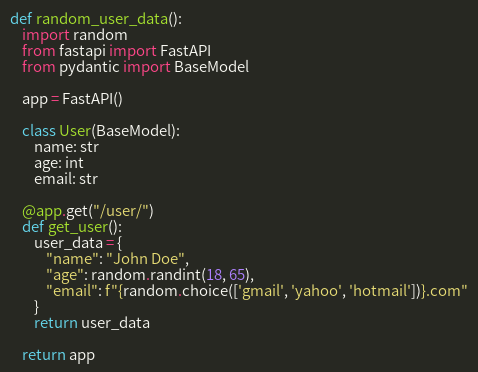 def random_user_data():
    import random
    from fastapi import FastAPI
    from pydantic import BaseModel

    app = FastAPI()

    class User(BaseModel):
        name: str
        age: int
        email: str

    @app.get("/user/")
    def get_user():
        user_data = {
            "name": "John Doe",
            "age": random.randint(18, 65),
            "email": f"{random.choice(['gmail', 'yahoo', 'hotmail'])}.com"
        }
        return user_data

    return app